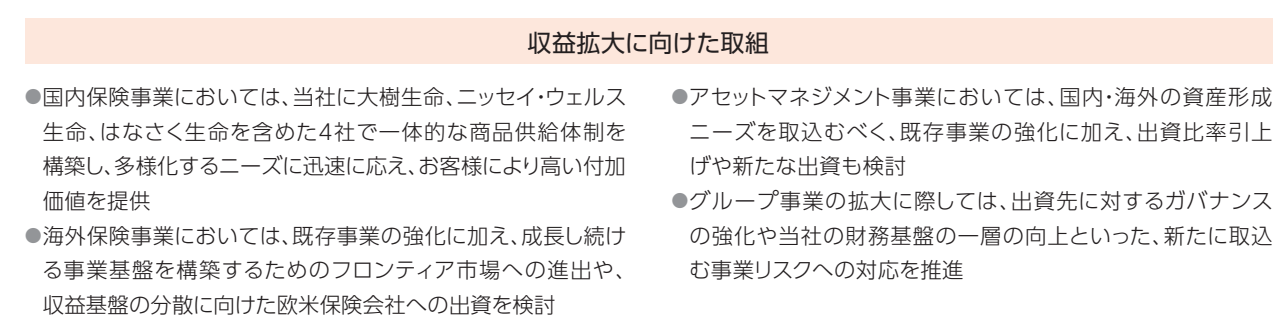 収益拡大に向けた取組
●国内保険事業においては、当社に大樹生命、ニッセイ・ウェルス
生命、はなさく生命を含めた4社で一体的な商品供給体制を
構築し、多様化するニーズに迅速に応え、お客様により高い付加
価値を提供
●海外保険事業においては、既存事業の強化に加え、成長し続け
る事業基盤を構築するためのフロンティア市場への進出や、
収益基盤の分散に向けた欧米保険会社への出資を検討
●アセットマネジメント事業においては、国内・海外の資産形成
ニーズを取込むべく、既存事業の強化に加え、出資比率引上
げや新たな出資も検討
●グループ事業の拡大に際しては、出資先に対するガバナンス
の強化や当社の財務基盤の一層の向上といった、新たに取込
む事業リスクへの対応を推進